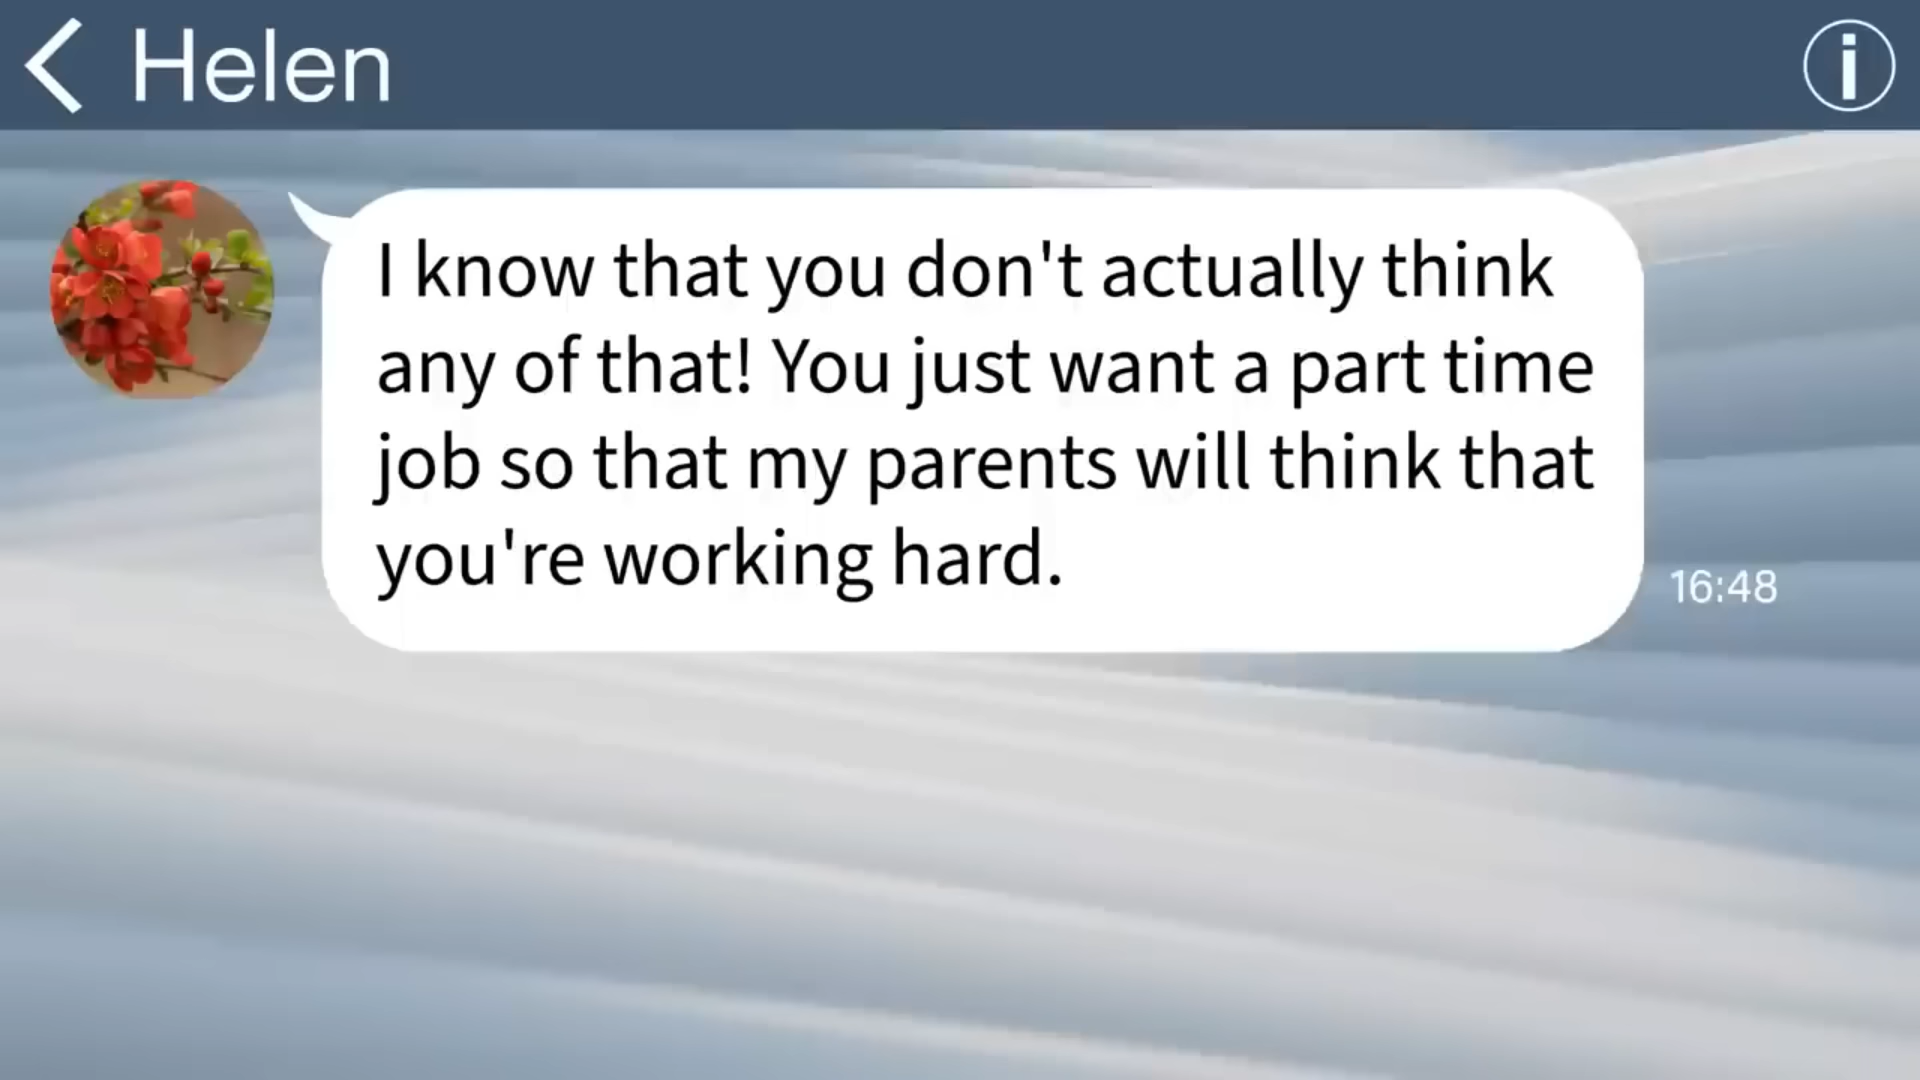 Helen
I know that you don't actually think
any of that! You just want a part time
job so that my parents will think that
you're working hard.
16:48